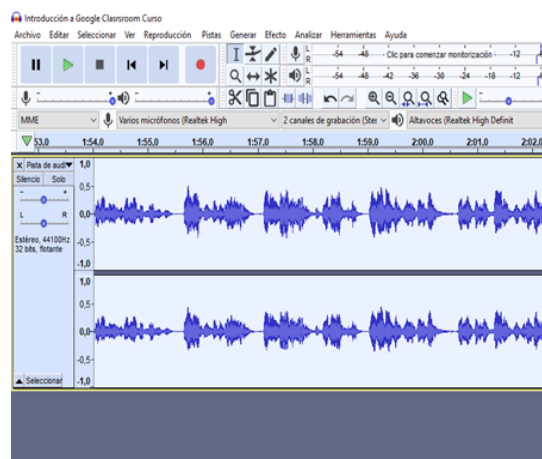 Introducción a Google Clasrsroom Curso
Archivo Editar Seleccionar Ver Reproducción Pistas Generar Efecto Analizar Herramientas Ayuda
L R -54 -48 - Clic para comenzar monitorización - -12
L R -54 -48 -42 -36 -30 -24 -18 -12
MME Varios micrófonos (Realtek High 2 canales de grabación (Ster Altavoces (Realtek High Definit
53,0 1:54,0 1:55,0 1:56,0 1:57,0 1:58,0 1:59,0 2:00,0 2:01,0 2:02,0
X Pista de audi 1,0
Silencio Solo
- + 0,5
L R 0,0
Estéreo, 44100Hz
32 bits, flotante
-0,5
-1,0
1,0
0,5
0,0
-0,5
Seleccionar -1,0